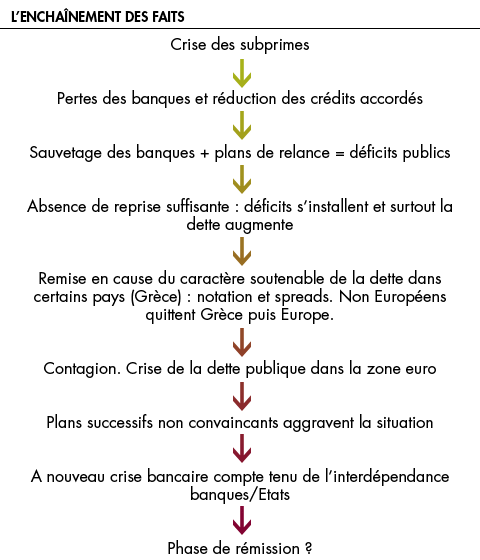 L'ENCHAÎNEMENT DES FAITS
Crise des subprimes
Pertes des banques et réduction des crédits accordés
Sauvetage des banques + plans de relance = déficits publics
Absence de reprise suffisante : déficits s'installent et surtout la
dette augmente
Remise en cause du caractère soutenable de la dette dans
certains pays (Grèce) : notation et spreads. Non Européens
quittent Grèce puis Europe.
Contagion. Crise de la dette publique dans la zone euro
Plans successifs non convaincants aggravent la situation
A nouveau crise bancaire compte tenu de l'interdépendance
banques/Etats
Phase de rémission ?